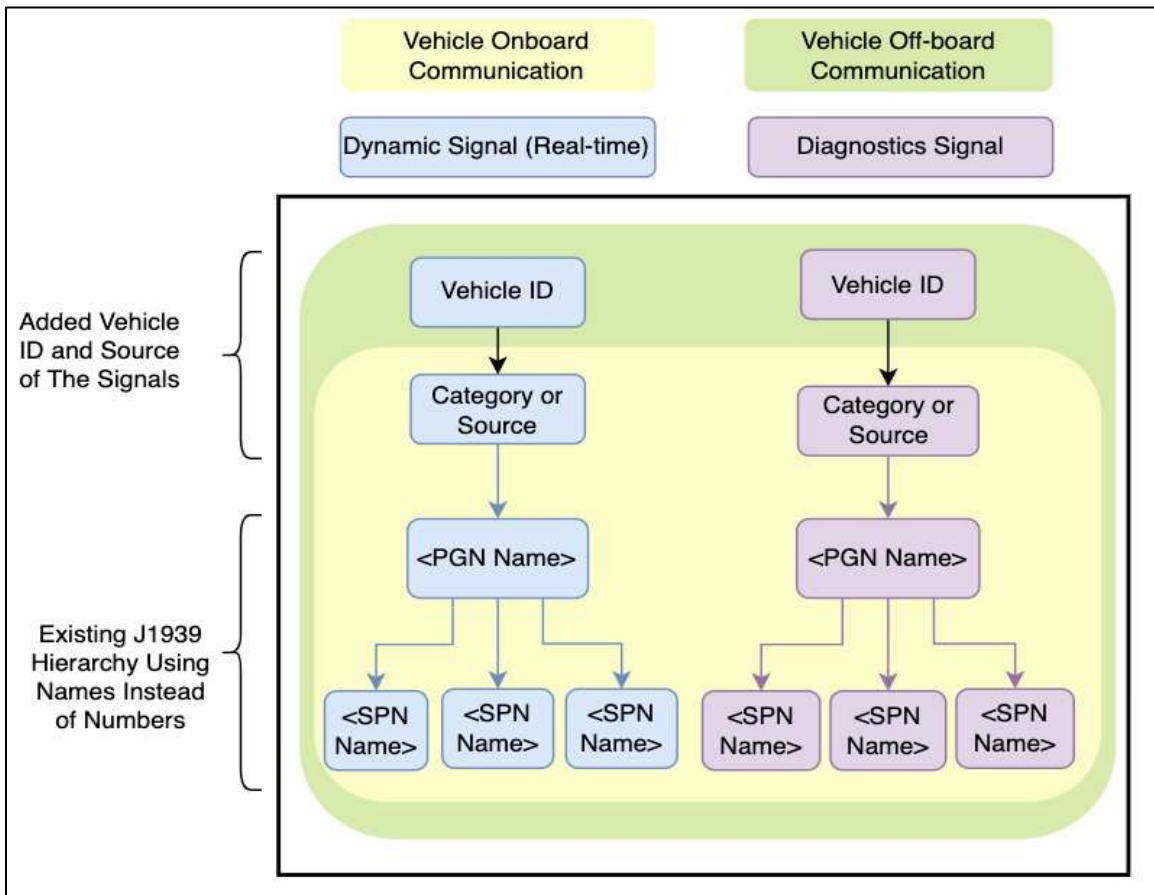 Vehicle Onboard
Communication
Vehicle Off-board
Communication
Dynamic Signal (Real-time)
Diagnostics Signal
Added Vehicle
ID and Source
of The Signals
Vehicle ID
Vehicle ID
Category or
Source
Category or
Source
Existing J1939
Hierarchy Using
Names Instead
of Numbers
<PGN Name>
<PGN Name>
<SPN
Name>
<SPN
Name>
<SPN
Name>
<SPN
Name>
<SPN
Name>
<SPN
Name>